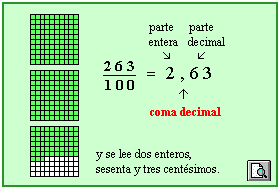 parte parte
entera decimal
263
100
= 2,63
coma decimal
y se lee dos enteros,
sesenta y tres centésimos.